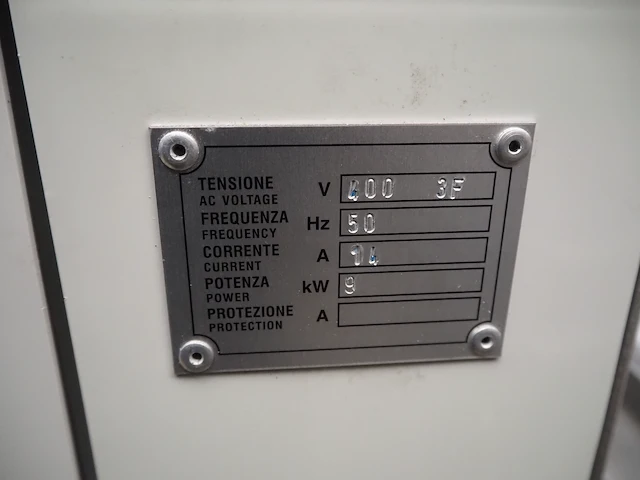 TENSIONE V 400 3F
AC VOLTAGE
FREQUENZA Hz 50
FREQUENCY
CORRENTE A 14
CURRENT
POTENZA kW 9
POWER
PROTEZIONE A
PROTECTION